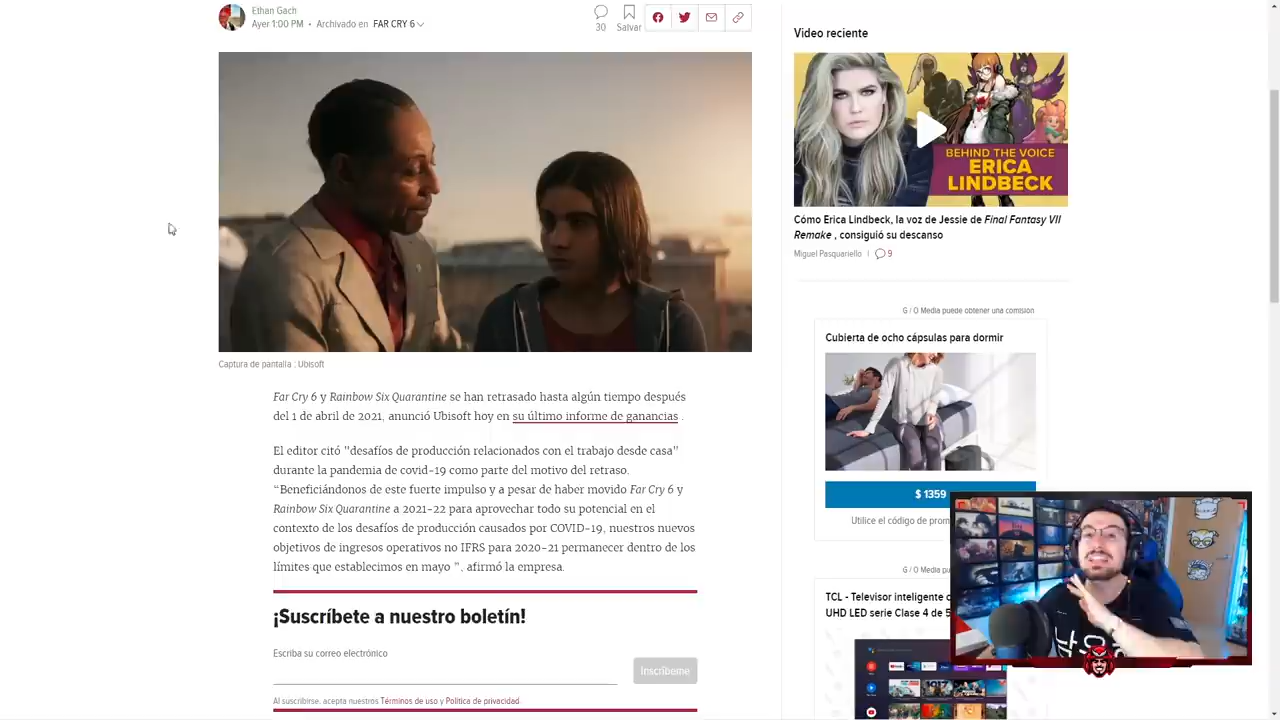 Ethan Gach
Ayer 1:00 PM • Archivado en FAR CRY 6
30
Salvar
Captura de pantalla : Ubisoft
Far Cry 6 y Rainbow Six Quarantine se han retrasado hasta algún tiempo después
del 1 de abril de 2021, anunció Ubisoft hoy en su último informe de ganancias .
El editor citó "desafíos de producción relacionados con el trabajo desde casa"
durante la pandemia de covid-19 como parte del motivo del retraso.
“Beneficiándonos de este fuerte impulso y a pesar de haber movido Far Cry 6 y
Rainbow Six Quarantine a 2021-22 para aprovechar todo su potencial en el
contexto de los desafíos de producción causados por COVID-19, nuestros nuevos
objetivos de ingresos operativos no IFRS para 2020-21 permanecer dentro de los
límites que establecimos en mayo ”, afirmó la empresa.
¡Suscríbete a nuestro boletín!
Escriba su correo electrónico
Inscríbeme
Al suscribirse, acepta nuestros Términos de uso y Política de privacidad.
Video reciente
BEHIND THE VOICE
ERICA
LINDBECK
Cómo Erica Lindbeck, la voz de Jessie de Final Fantasy VII
Remake , consiguió su descanso
Miguel Pasquariello | 9
G / O Media puede obtener una comisión
Cubierta de ocho cápsulas para dormir
$ 1359
Utilice el código de prom
G / O Media pu
TCL - Televisor inteligente
UHD LED serie Clase 4 de 5